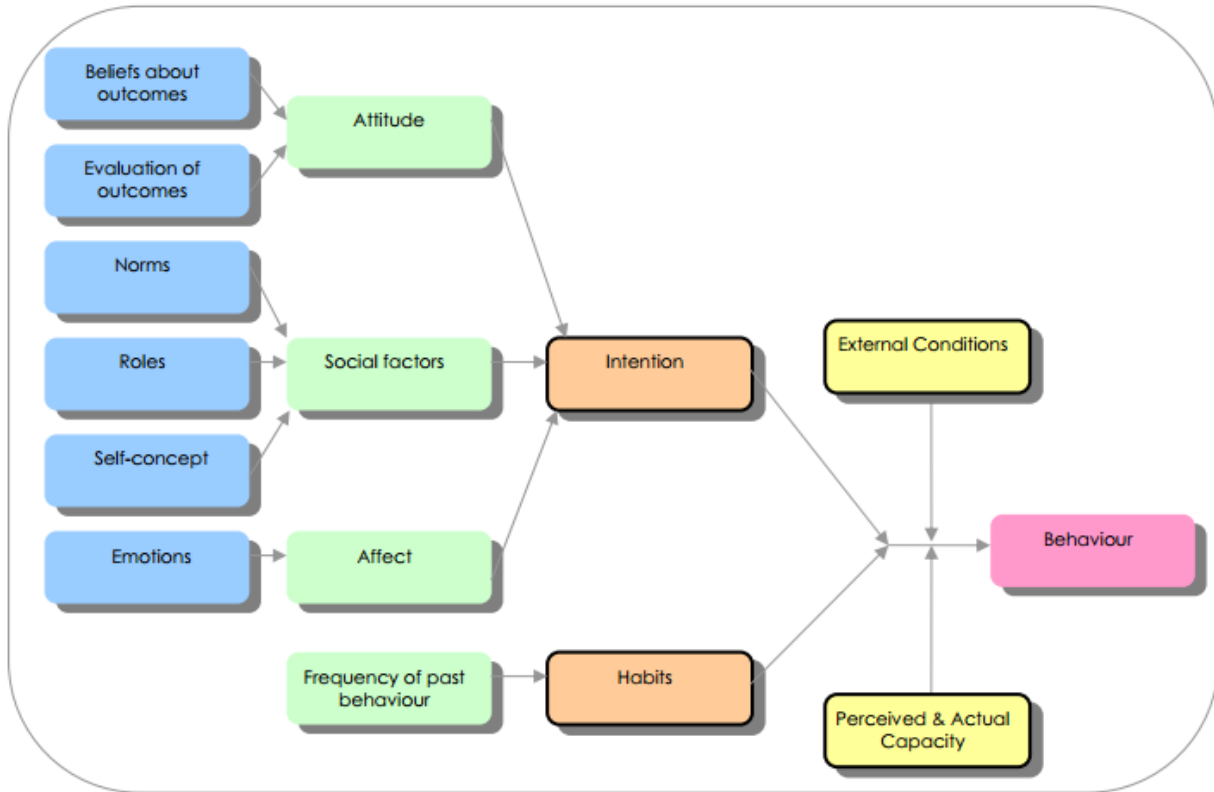 Beliefs about
outcomes
Attitude
Evaluation of
outcomes
Norms
Roles
Social factors
Intention
External Conditions
Self-concept
Emotions
Affect
Behaviour
Frequency of past
behaviour
Habits
Perceived & Actual
Capacity